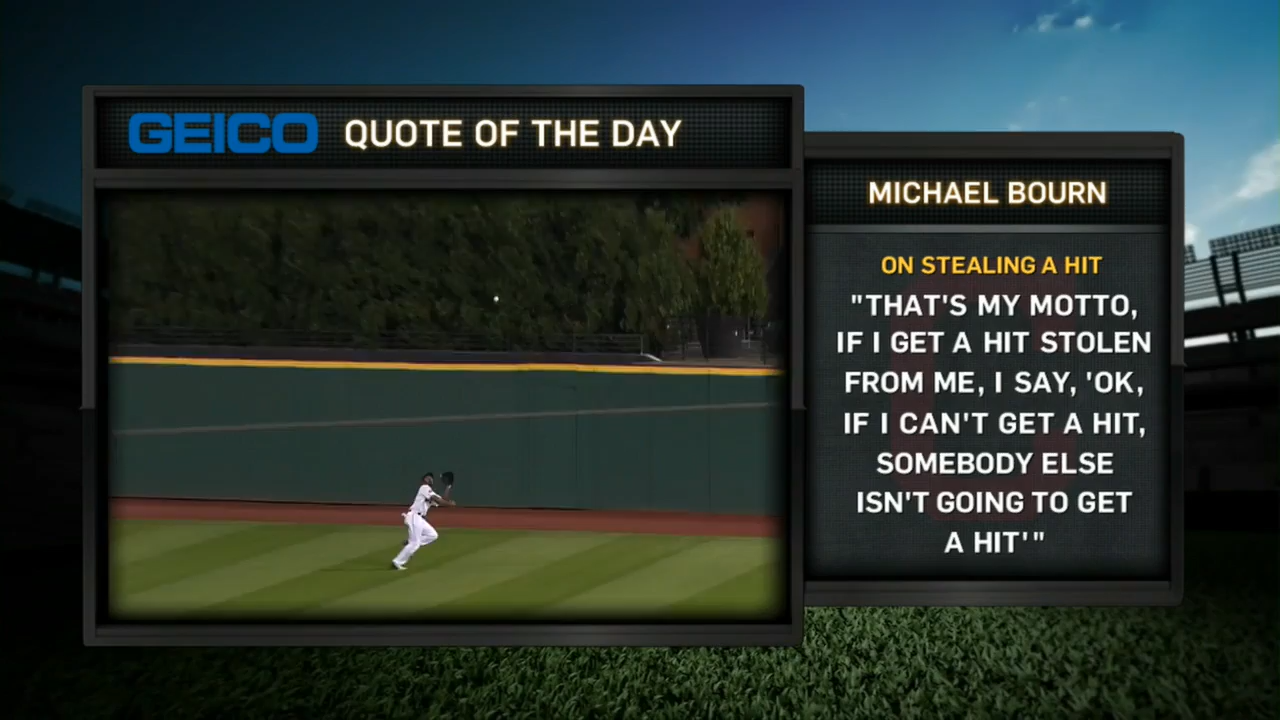 GEICO QUOTE OF THE DAY
MICHAEL BOURN
ON STEALING A HIT
"THAT'S MY MOTTO,
IF I GET A HIT STOLEN
FROM ME, I SAY, 'OK,
IF I CAN'T GET A HIT,
SOMEBODY ELSE
ISN'T GOING TO GET
A HIT'"